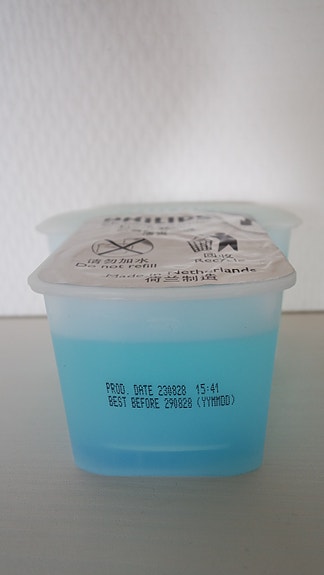 PHILIPS
请勿加水 回收
Do not refill Recycle
Made in Netherlands
荷兰制造
PROD. DATE 230828 15:41
BEST BEFORE 290828 (YYMMDD)